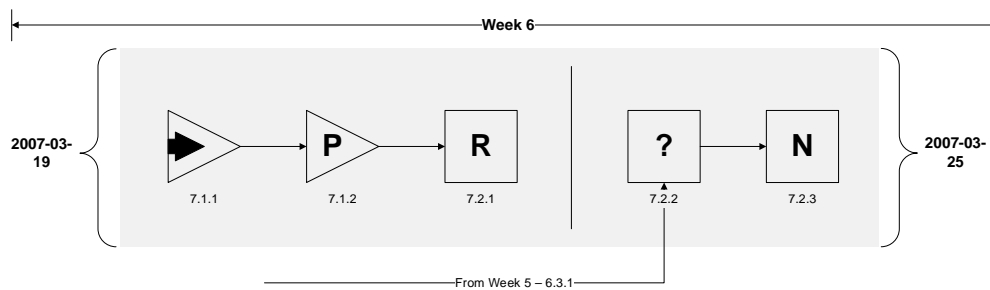 Week 6
2007-03-
19
P
R
?
N
2007-03-
25
7.1.1
7.1.2
7.2.1
7.2.2
7.2.3
From Week 5 – 6.3.1